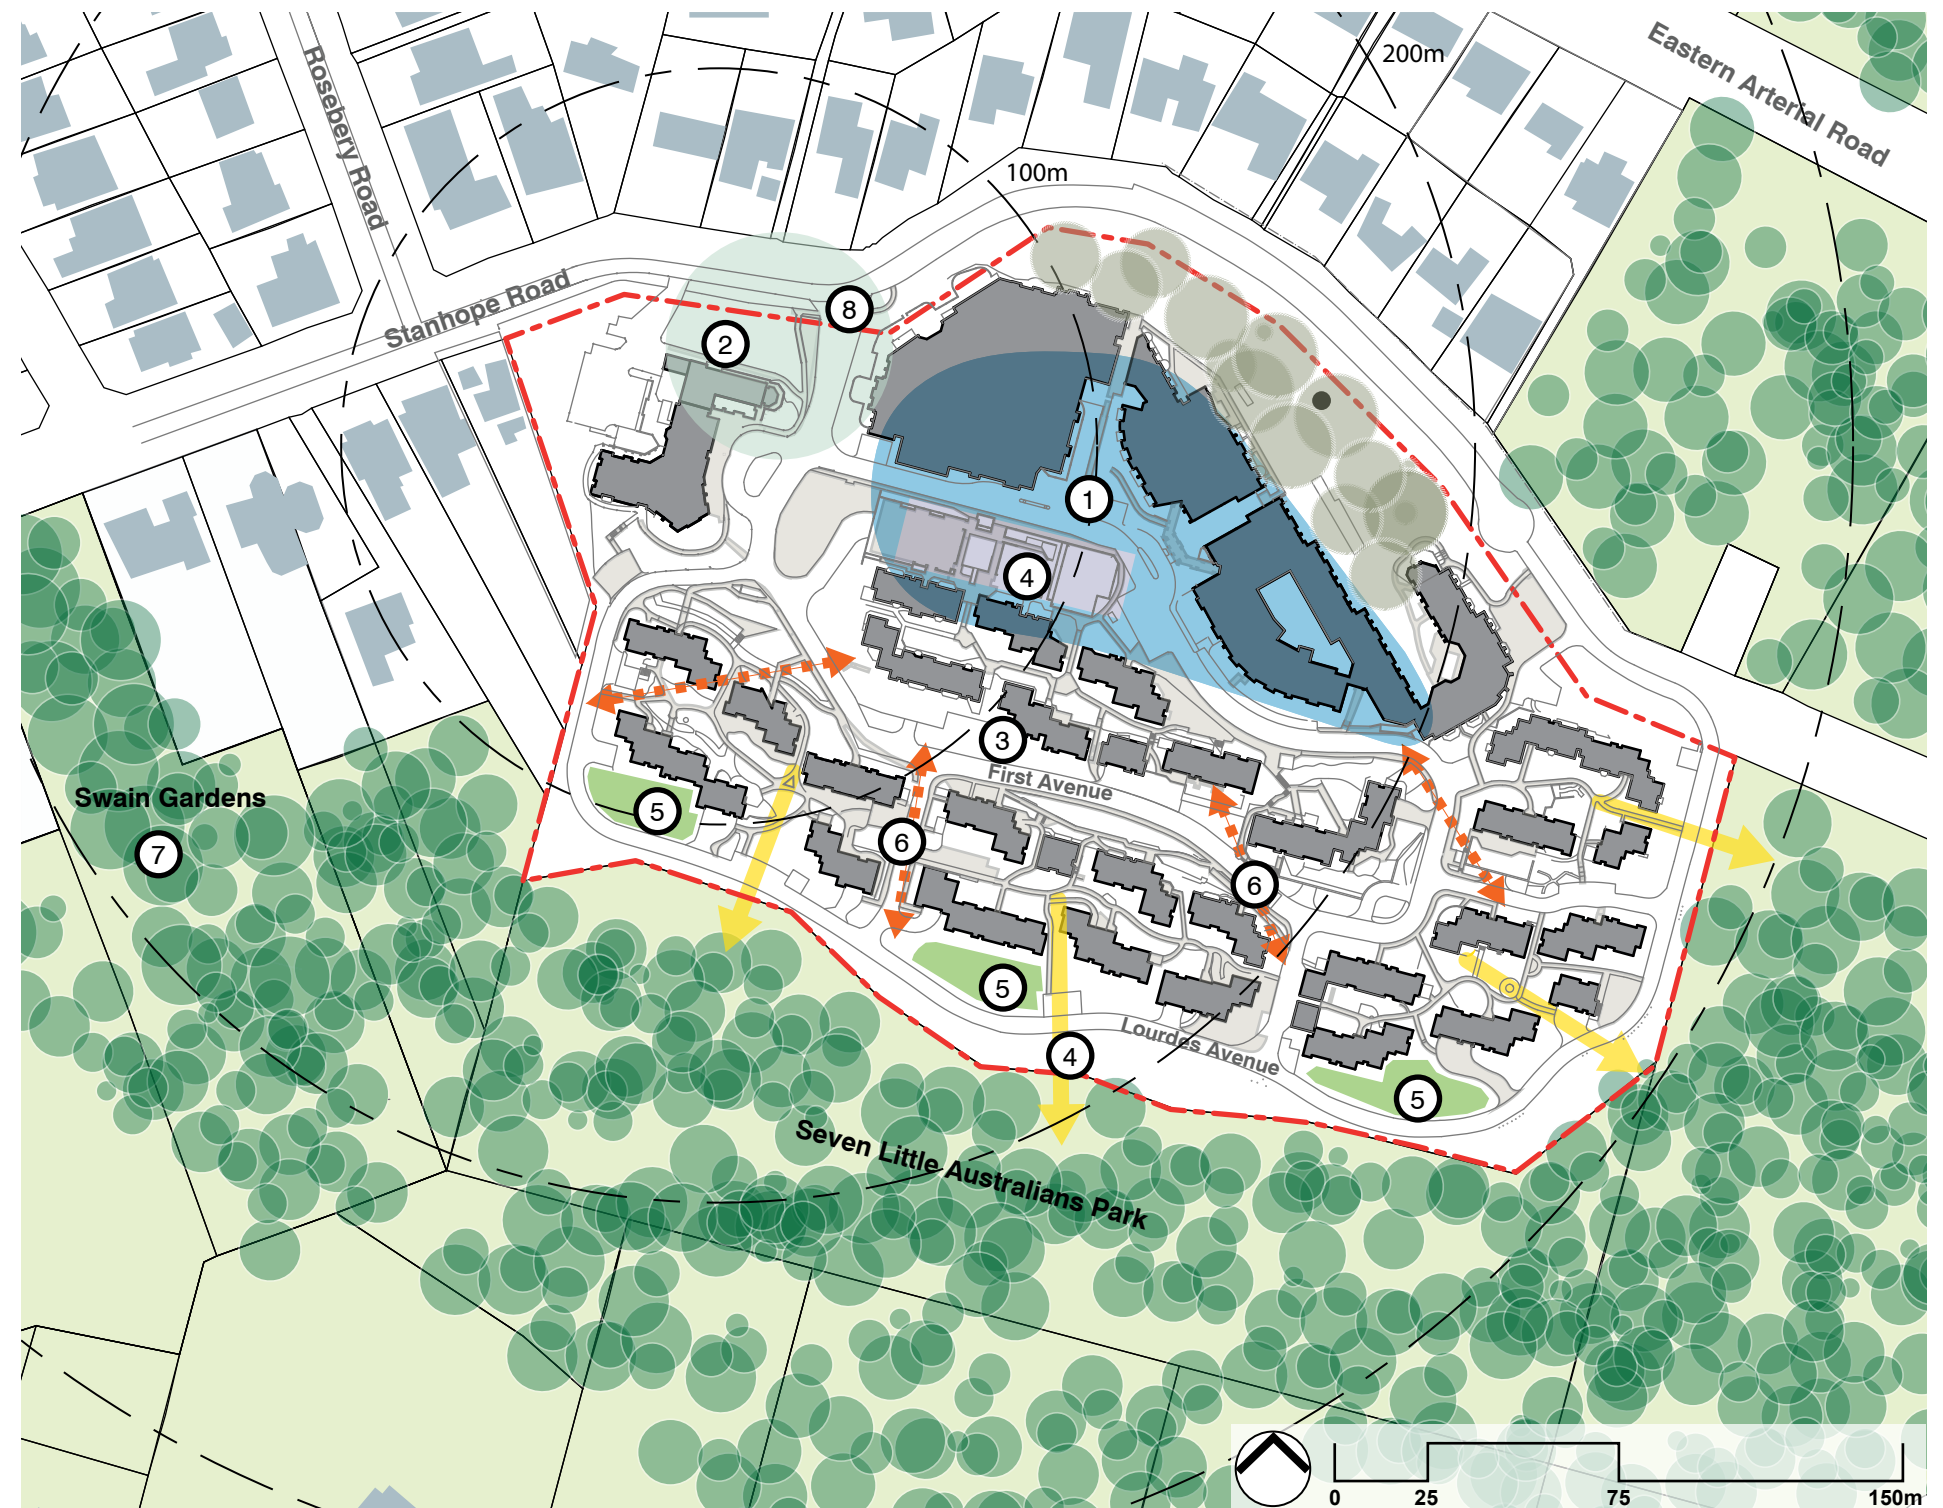 200m
Eastern Arterial Road
Rosebery Road
100m
Stanhope Road
8
2
1
4
3
First Avenue
Swain Gardens
5
7
6
6
5
4
Lourdes Avenue
5
Seven Little Australians Park
0 25 75 150m